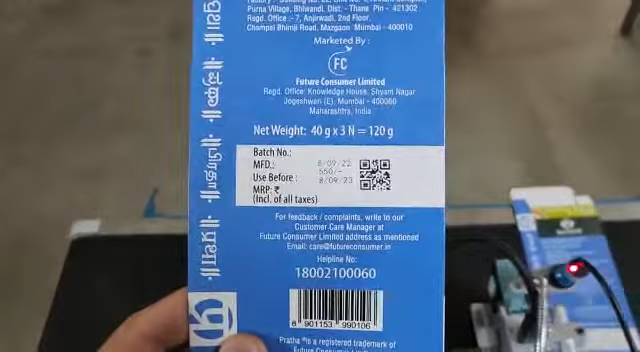 Purna Village, Bhiwandi, Dist. - Thane Pin - 421302
Regd. Office :- 7, Anjirwadi, 2nd Floor,
Champsi Bhimji Road, Mazgaon Mumbai - 400010
Marketed By :
FC
Future Consumer Limited
Regd. Office: Knowledge House, Shyam Nagar
Jogeshwari (E), Mumbai - 400060
Maharashtra, India
Net Weight: 40 g x 3 N = 120 g
Batch No.:
MFD.: 8/09/22
550/-
Use Before : 8/09/23
MRP: ₹
(Incl. of all taxes)
For feedback / complaints, write to our
Customer Care Manager at
Future Consumer Limited address as mentioned
Email: care@futureconsumer.in
Helpline No:
18002100060
8 901153 990106
Pratha ® is a registered trademark of